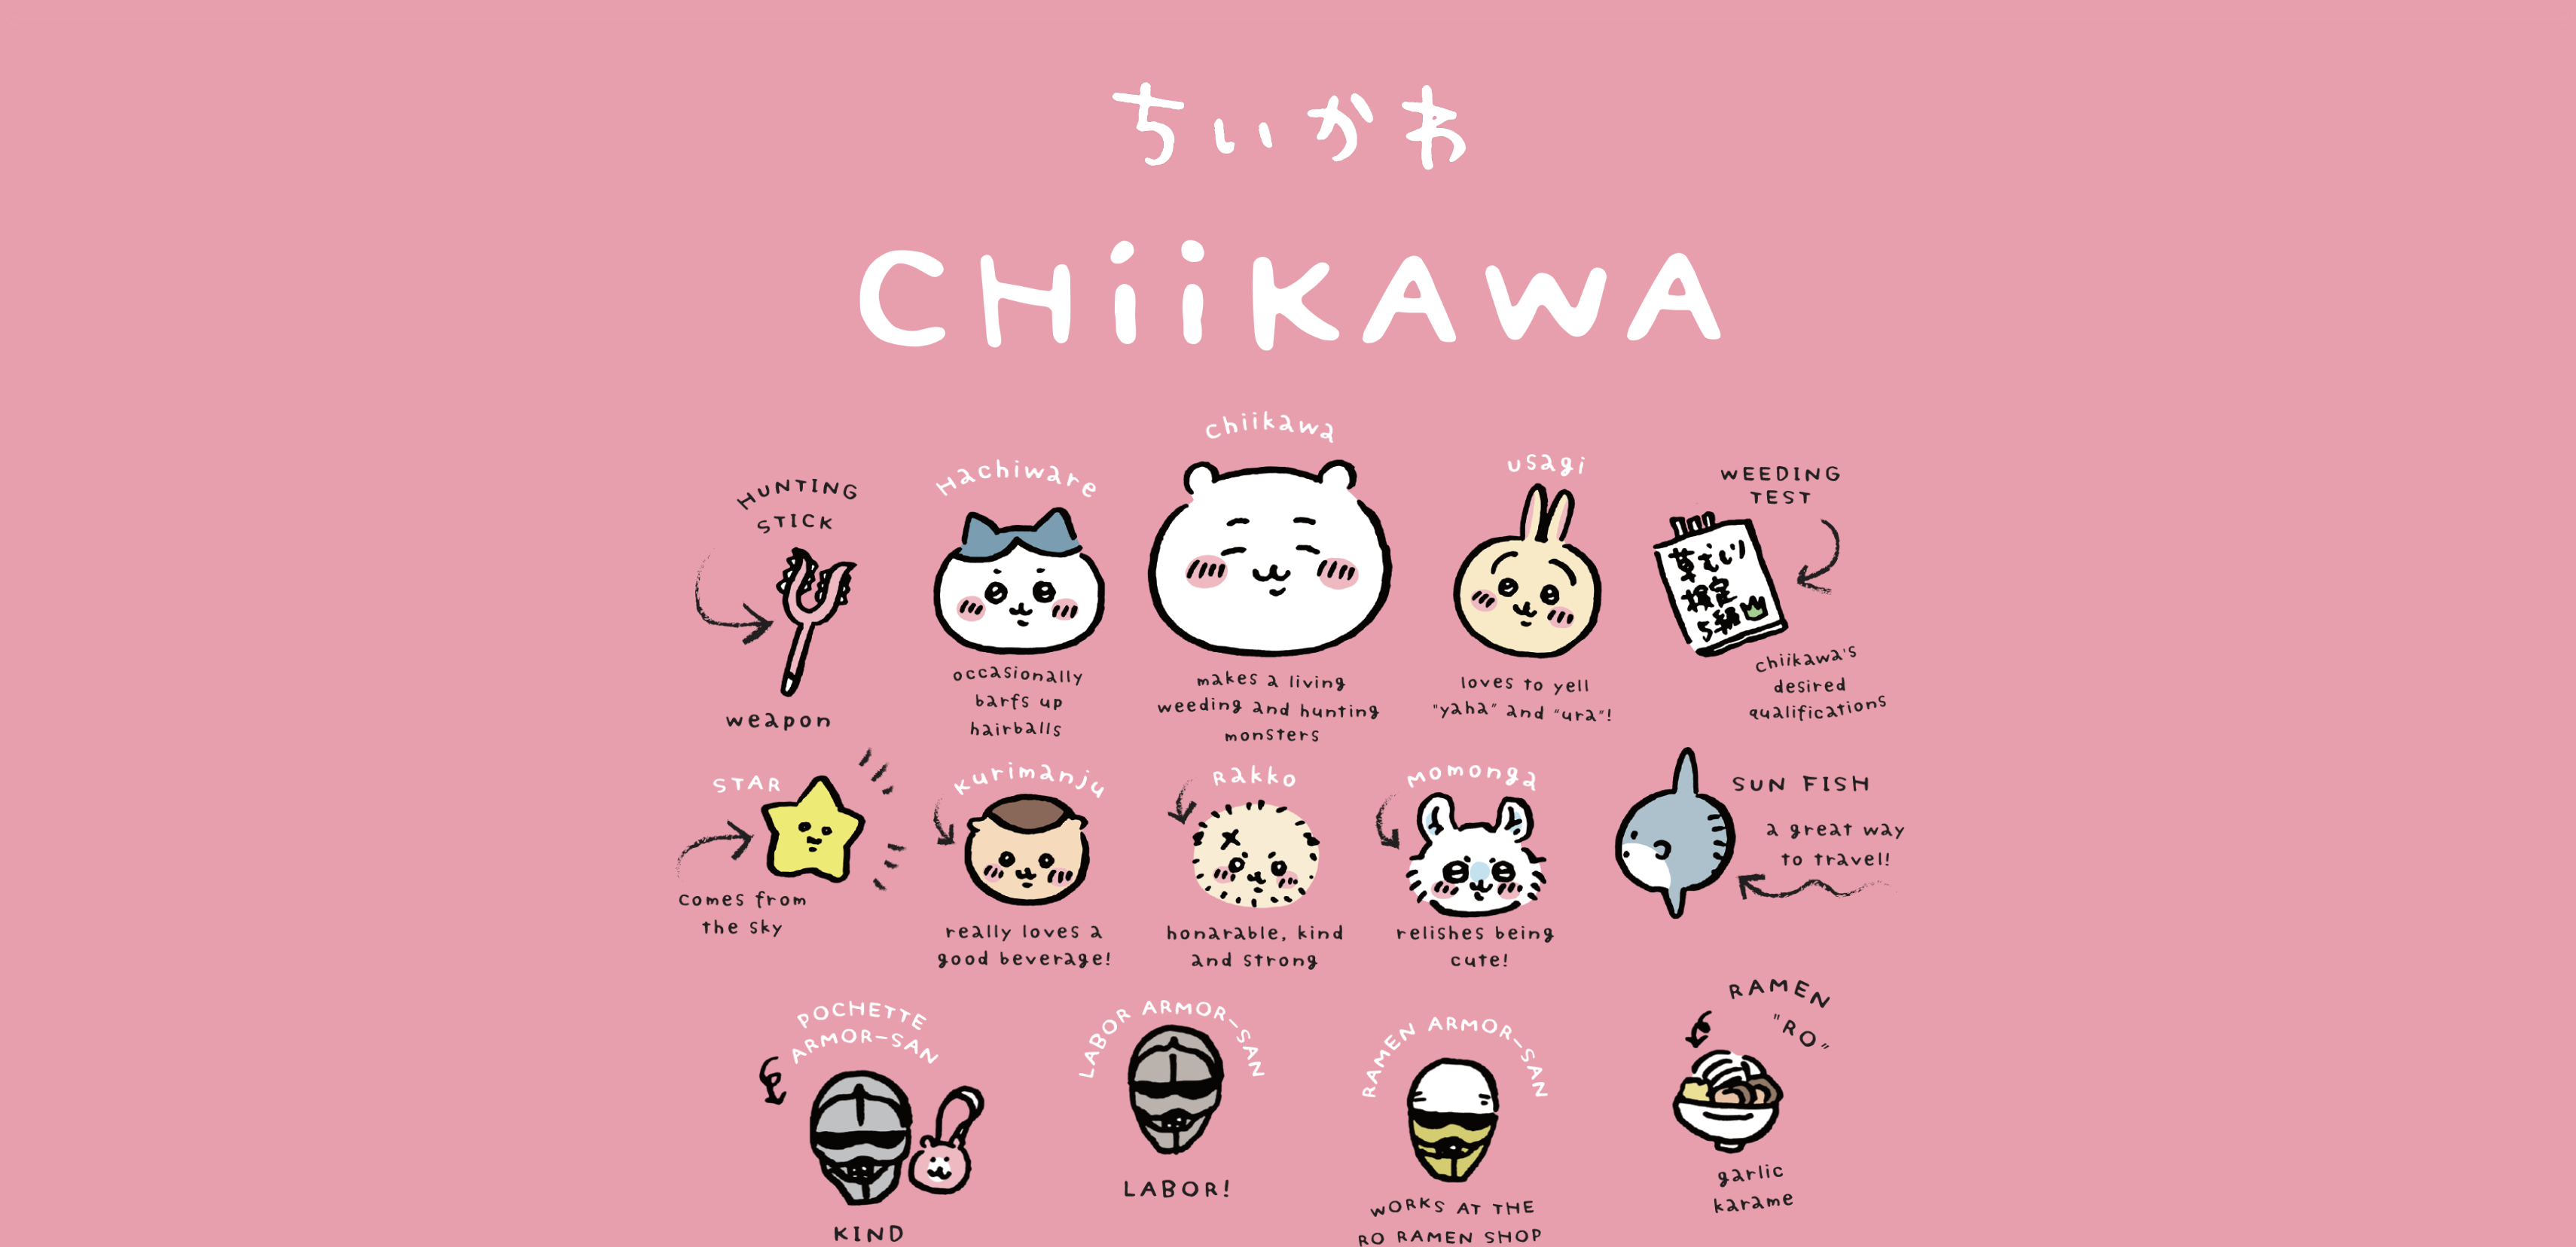 ちいかわ
CHiiKAWA
chiikawa
Hachiware
usagi
HUNTING
STICK
WEEDING
TEST
草むしり
検定
5級
weapon
occasionally
barfs up
hairballs
makes a living
weeding and hunting
monsters
loves to yell
"yaha" and "ura"!
chiikawa's
desired
qualifications
STAR
comes from
the sky
kurimanju
really loves a
good beverage!
Rakko
honarable, kind
and strong
momonga
relishes being
cute!
SUN FISH
a great way
to travel!
POCHETTE
ARMOR-SAN
KIND
LABOR ARMOR-SAN
LABOR!
RAMEN ARMOR-SAN
WORKS AT THE
RO RAMEN SHOP
RAMEN
"RO"
garlic
karame